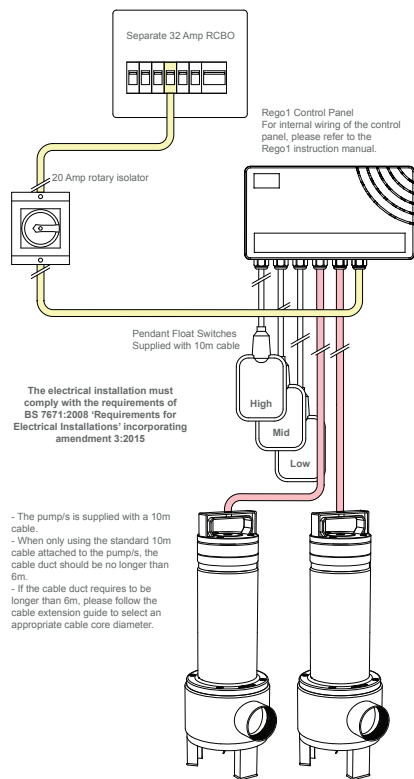 Separate 32 Amp RCBO
Rego1 Control Panel
For internal wiring of the control
panel, please refer to the
Rego1 instruction manual.
20 Amp rotary isolator
Pendant Float Switches
Supplied with 10m cable
The electrical installation must
comply with the requirements of
BS 7671:2008 ‘Requirements for
Electrical Installations’ incorporating
amendment 3:2015
High
Mid
Low
- The pump/s is supplied with a 10m
cable.
- When only using the standard 10m
cable attached to the pump/s, the
cable duct should be no longer than
6m.
- If the cable duct requires to be
longer than 6m, please follow the
cable extension guide to select an
appropriate cable core diameter.